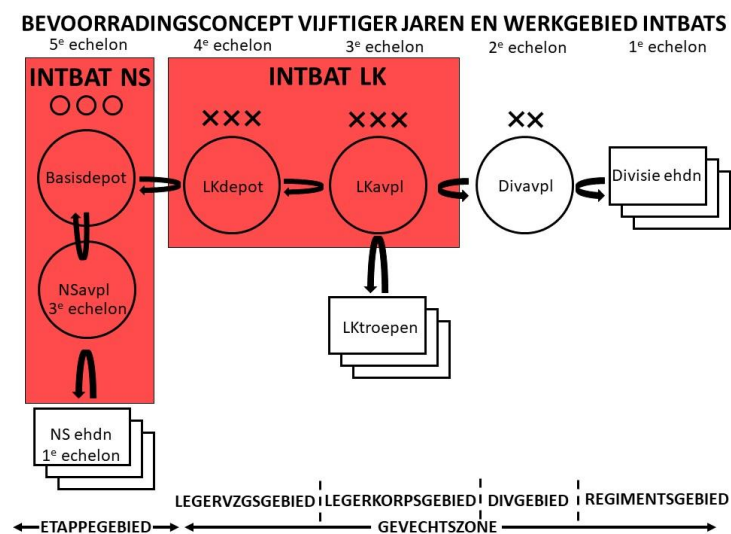 BEVOORRADINGSCONCEPT VIJFTIGER JAREN EN WERKGEBIED INTBATS
5e echelon 4e echelon 3e echelon 2e echelon 1e echelon
INTBAT NS INTBAT LK
Basisdepot LKdepot LKavpl Divavpl Divisie ehdn
NSavpl
3e echelon
LKtroepen
NS ehdn
1e echelon
LEGERVZGSGEBIED LEGERKORPSGEBIED DIVGEBIED REGIMENTSGEBIED
ETAPPEGEBIED GEVECHTSZONE